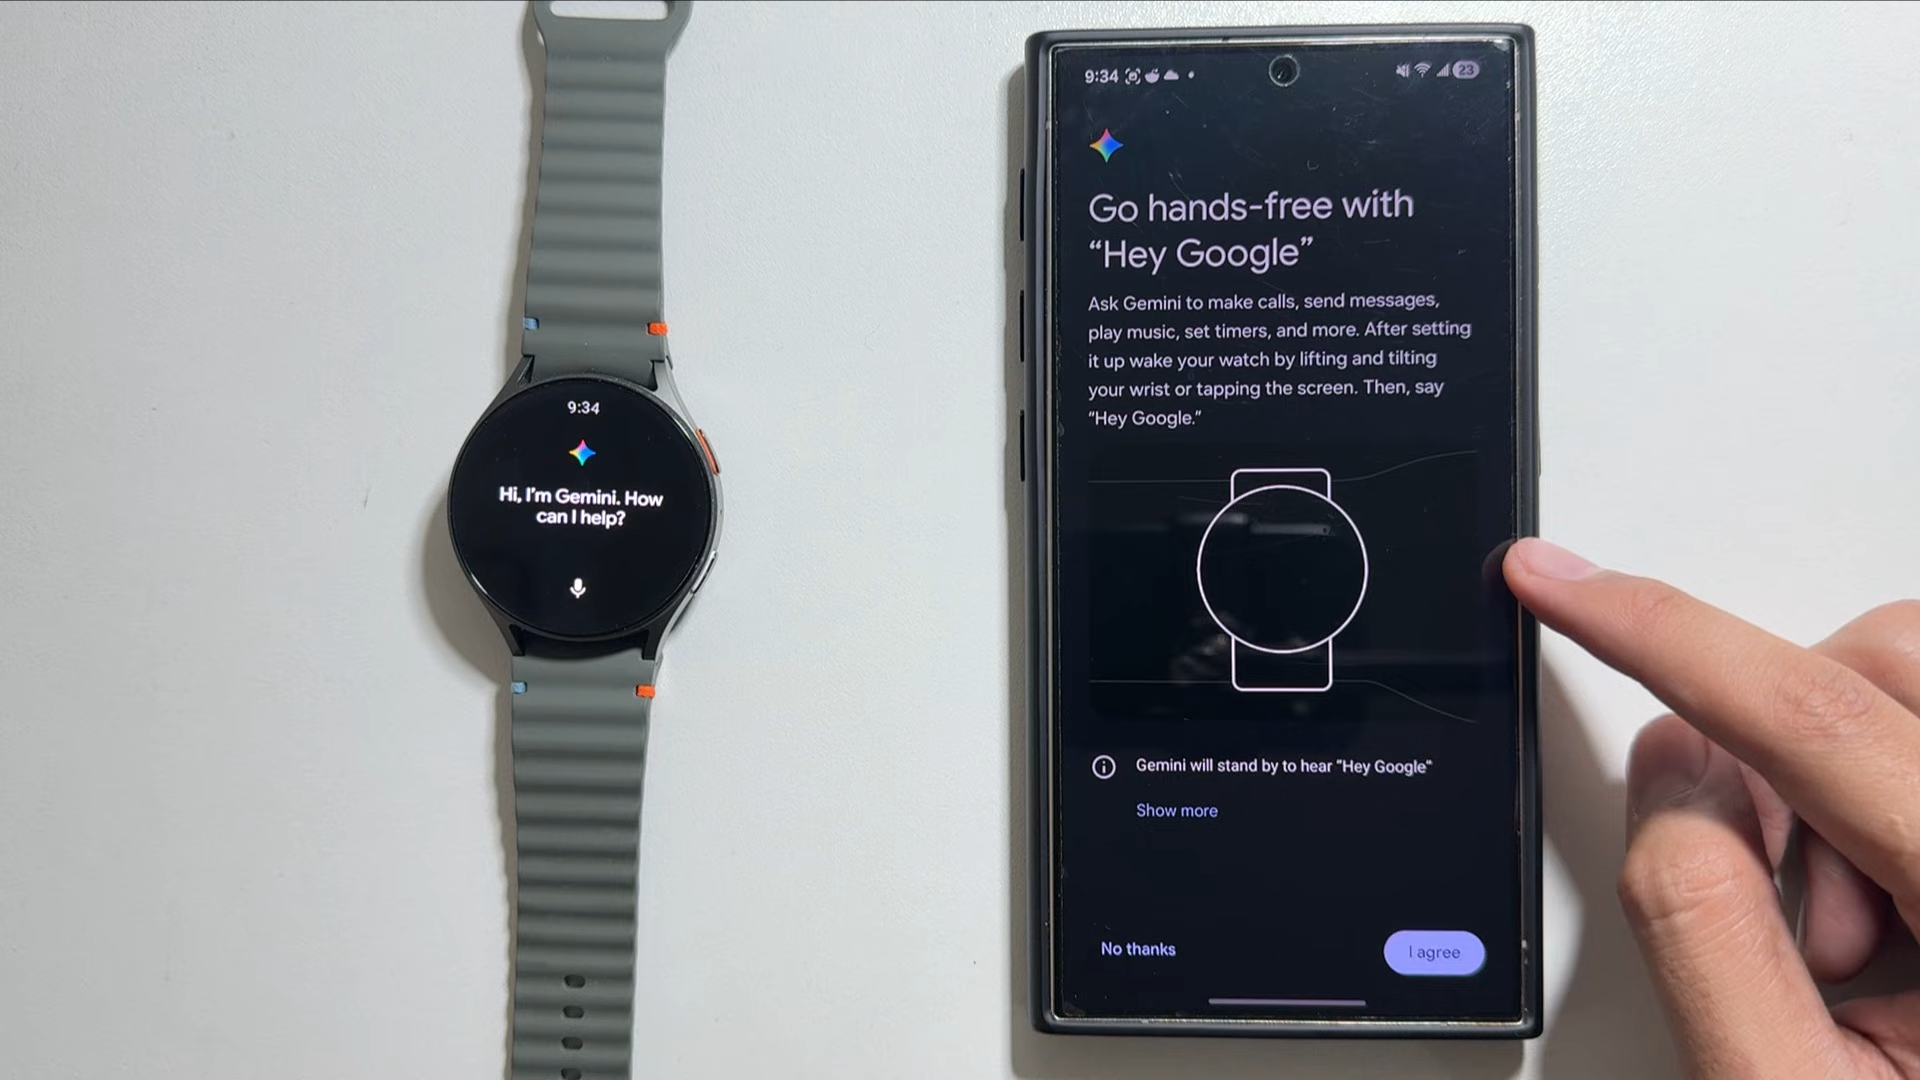 9:34
Hi, I'm Gemini. How
can I help?
9:34
23
Go hands-free with
“Hey Google”
Ask Gemini to make calls, send messages,
play music, set timers, and more. After setting
it up wake your watch by lifting and tilting
your wrist or tapping the screen. Then, say
“Hey Google.”
Gemini will stand by to hear “Hey Google“
Show more
No thanks
I agree